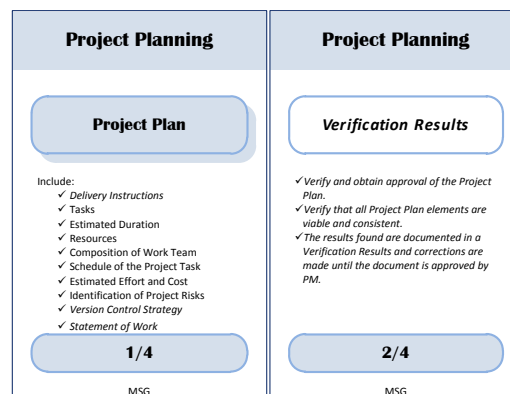 Project Planning
Project Plan
Include:
✓ Delivery Instructions
✓ Tasks
✓ Estimated Duration
✓ Resources
✓ Composition of Work Team
✓ Schedule of the Project Task
✓ Estimated Effort and Cost
✓ Identification of Project Risks
✓ Version Control Strategy
✓ Statement of Work
1/4
MSG
Project Planning
Verification Results
✓Verify and obtain approval of the Project
Plan.
✓Verify that all Project Plan elements are
viable and consistent.
✓The results found are documented in a
Verification Results and corrections are
made until the document is approved by
PM.
2/4
MSG